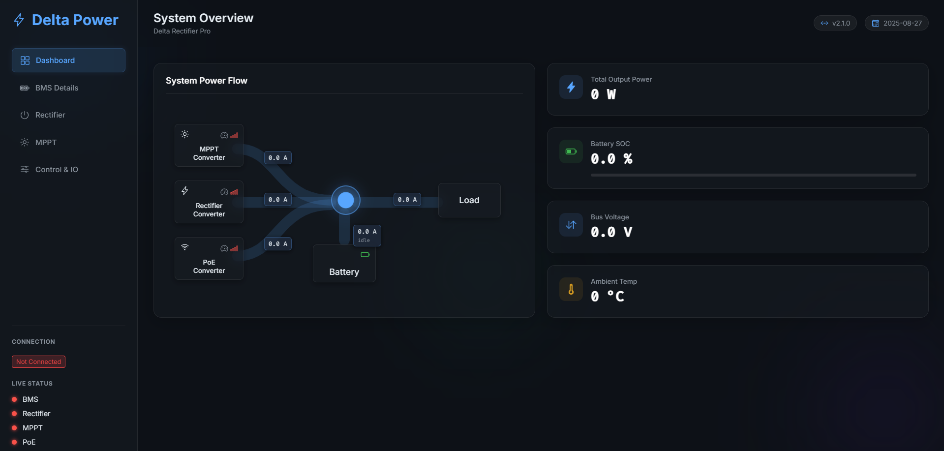 Delta Power
Dashboard
BMS Details
Rectifier
MPPT
Control & IO
CONNECTION
Not Connected
LIVE STATUS
BMS
Rectifier
MPPT
PoE
System Overview
Delta Rectifier Pro
v2.1.0
2025-08-27
System Power Flow
MPPT
Converter
0.0 A
Rectifier
Converter
0.0 A
PoE
Converter
0.0 A
0.0 A
Load
0.0 A
Idle
Battery
Total Output Power
0 W
Battery SOC
0.0 %
Bus Voltage
0.0 V
Ambient Temp
0 °C